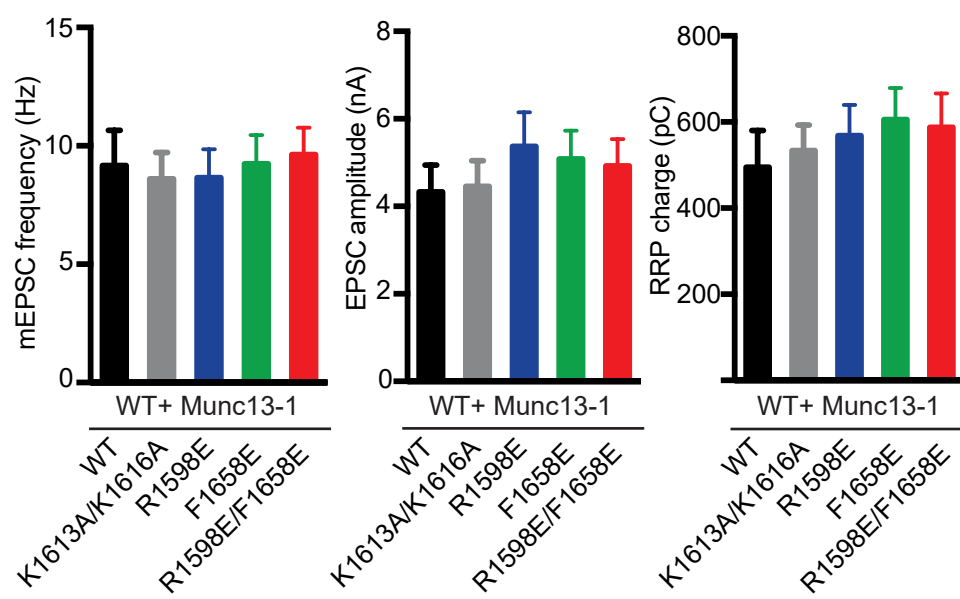 mEPSC frequency (Hz)
15
10
5
0
WT+ Munc13-1
WT
K1613A/K1616A
R1598E
F1658E
R1598E/F1658E
EPSC amplitude (nA)
8
6
4
2
0
WT+ Munc13-1
WT
K1613A/K1616A
R1598E
F1658E
R1598E/F1658E
RRP charge (pC)
800
600
400
200
WT+ Munc13-1
WT
K1613A/K1616A
R1598E
F1658E
R1598E/F1658E